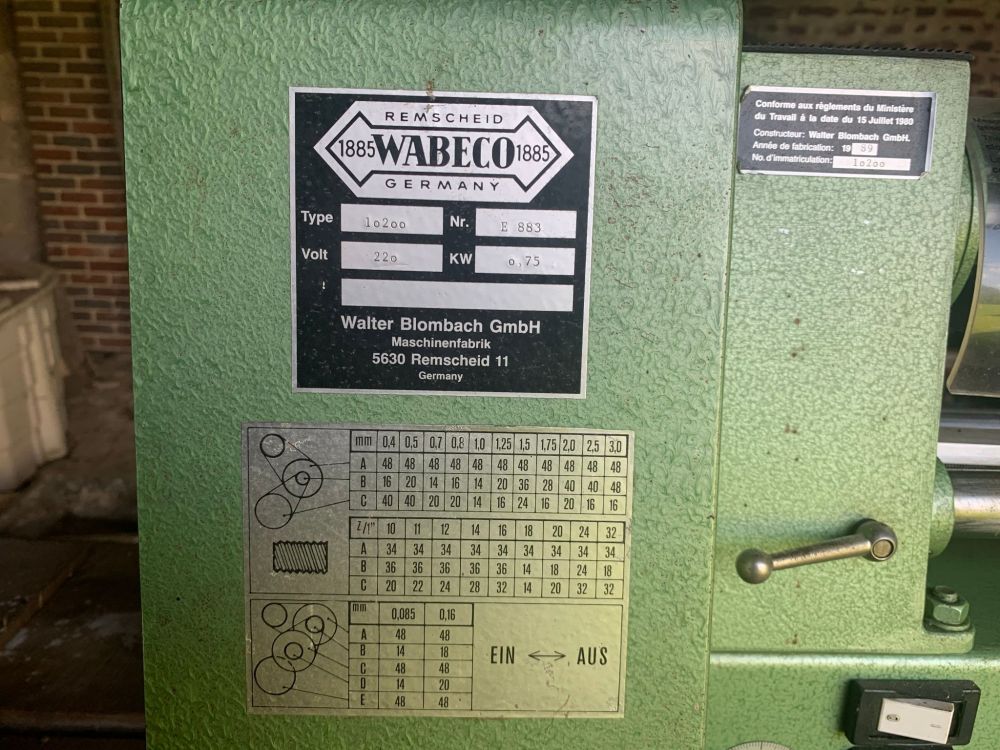 REMSCHEID
1885 WABECO 1885
GERMANY
Type 1o2oo Nr. E 883
Volt 22o KW o,75
Walter Blombach GmbH
Maschinenfabrik
5630 Remscheid 11
Germany
Conforme aux règlements du Ministère
du Travail à la date du 15 Juillet 1980
Constructeur: Walter Blombach GmbH.
Année de fabrication: 19 89
No. d'immatriculation: 1o2oo
mm 0,4 0,5 0,7 0,8 1,0 1,25 1,5 1,75 2,0 2,5 3,0
A 48 48 48 48 48 48 48 48 48 48 48
B 16 20 14 16 14 20 36 28 40 40 48
C 40 40 20 20 14 16 24 16 20 16 16
Z/1" 10 11 12 14 16 18 20 24 32
A 34 34 34 34 34 34 34 34 34
B 36 36 36 36 36 14 18 24 18
C 20 22 24 28 32 14 20 32 32
mm 0,085 0,16
A 48 48
B 14 18
C 48 48
D 14 20
E 48 48
EIN AUS